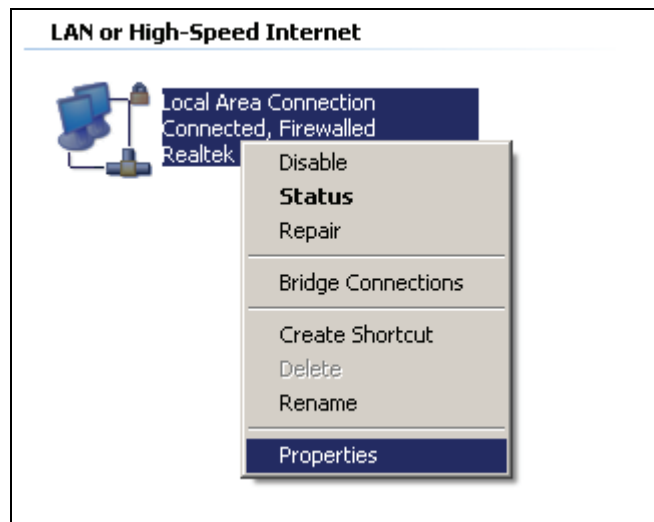 LAN or High-Speed Internet
Local Area Connection
Connected, Firewalled
Realtek
Disable
Status
Repair
Bridge Connections
Create Shortcut
Delete
Rename
Properties